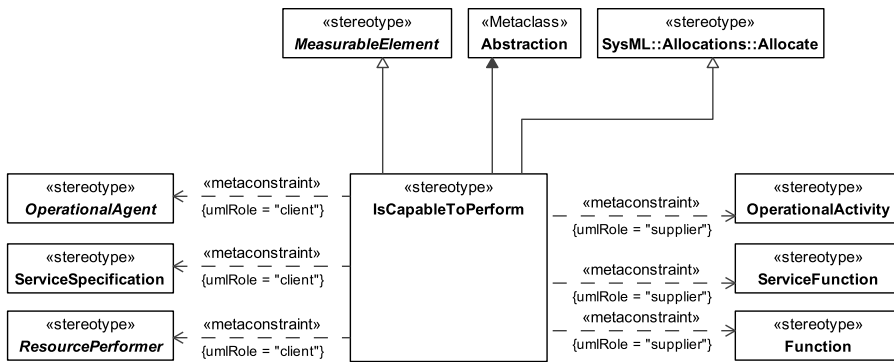 «stereotype»
MeasurableElement
«Metaclass»
Abstraction
«stereotype»
SysML::Allocations::Allocate
«stereotype»
OperationalAgent
«metaconstraint»
{umlRole = "client"}
«stereotype»
IsCapableToPerform
«metaconstraint»
{umlRole = "supplier"}
«stereotype»
OperationalActivity
«stereotype»
ServiceSpecification
«metaconstraint»
{umlRole = "client"}
«metaconstraint»
{umlRole = "supplier"}
«stereotype»
ServiceFunction
«stereotype»
ResourcePerformer
«metaconstraint»
{umlRole = "client"}
«metaconstraint»
{umlRole = "supplier"}
«stereotype»
Function